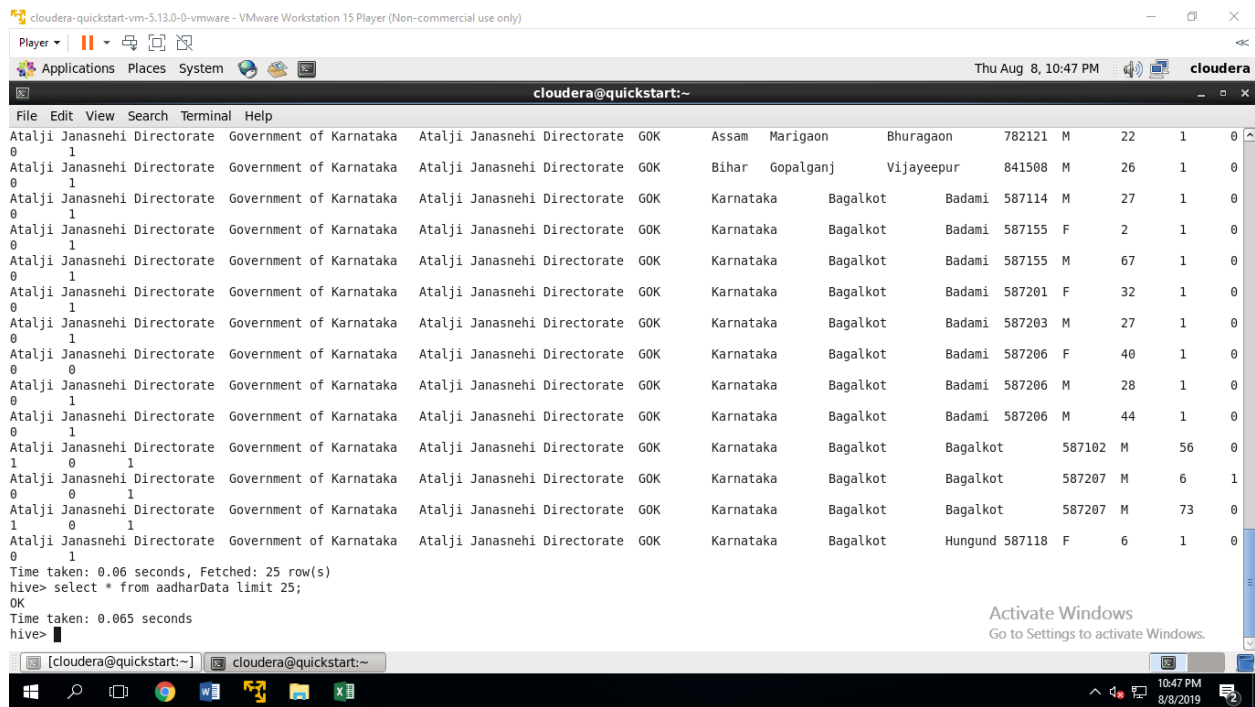 cloudera-quickstart-vm-5.13.0-0-vmware - VMware Workstation 15 Player (Non-commercial use only)
Player
Applications Places System Thu Aug 8, 10:47 PM cloudera
cloudera@quickstart:~
File Edit View Search Terminal Help
Atalji Janasnehi Directorate Government of Karnataka Atalji Janasnehi Directorate GOK Assam Marigaon Bhuragaon 782121 M 22 1 0
0 1
Atalji Janasnehi Directorate Government of Karnataka Atalji Janasnehi Directorate GOK Bihar Gopalganj Vijayeepur 841508 M 26 1 0
0 1
Atalji Janasnehi Directorate Government of Karnataka Atalji Janasnehi Directorate GOK Karnataka Bagalkot Badami 587114 M 27 1 0
0 1
Atalji Janasnehi Directorate Government of Karnataka Atalji Janasnehi Directorate GOK Karnataka Bagalkot Badami 587155 F 2 1 0
0 1
Atalji Janasnehi Directorate Government of Karnataka Atalji Janasnehi Directorate GOK Karnataka Bagalkot Badami 587155 M 67 1 0
0 1
Atalji Janasnehi Directorate Government of Karnataka Atalji Janasnehi Directorate GOK Karnataka Bagalkot Badami 587201 F 32 1 0
0 1
Atalji Janasnehi Directorate Government of Karnataka Atalji Janasnehi Directorate GOK Karnataka Bagalkot Badami 587203 M 27 1 0
0 1
Atalji Janasnehi Directorate Government of Karnataka Atalji Janasnehi Directorate GOK Karnataka Bagalkot Badami 587206 F 40 1 0
0 0
Atalji Janasnehi Directorate Government of Karnataka Atalji Janasnehi Directorate GOK Karnataka Bagalkot Badami 587206 M 28 1 0
0 1
Atalji Janasnehi Directorate Government of Karnataka Atalji Janasnehi Directorate GOK Karnataka Bagalkot Badami 587206 M 44 1 0
0 1
Atalji Janasnehi Directorate Government of Karnataka Atalji Janasnehi Directorate GOK Karnataka Bagalkot Bagalkot 587102 M 56 0
1 0 1
Atalji Janasnehi Directorate Government of Karnataka Atalji Janasnehi Directorate GOK Karnataka Bagalkot Bagalkot 587207 M 6 1
0 0 1
Atalji Janasnehi Directorate Government of Karnataka Atalji Janasnehi Directorate GOK Karnataka Bagalkot Bagalkot 587207 M 73 0
1 0 1
Atalji Janasnehi Directorate Government of Karnataka Atalji Janasnehi Directorate GOK Karnataka Bagalkot Hungund 587118 F 6 1 0
0 1
Time taken: 0.06 seconds, Fetched: 25 row(s)
hive> select * from aadharData limit 25;
OK
Time taken: 0.065 seconds
hive>
Activate Windows
Go to Settings to activate Windows.
[cloudera@quickstart:~] cloudera@quickstart:~
10:47 PM
8/8/2019
2